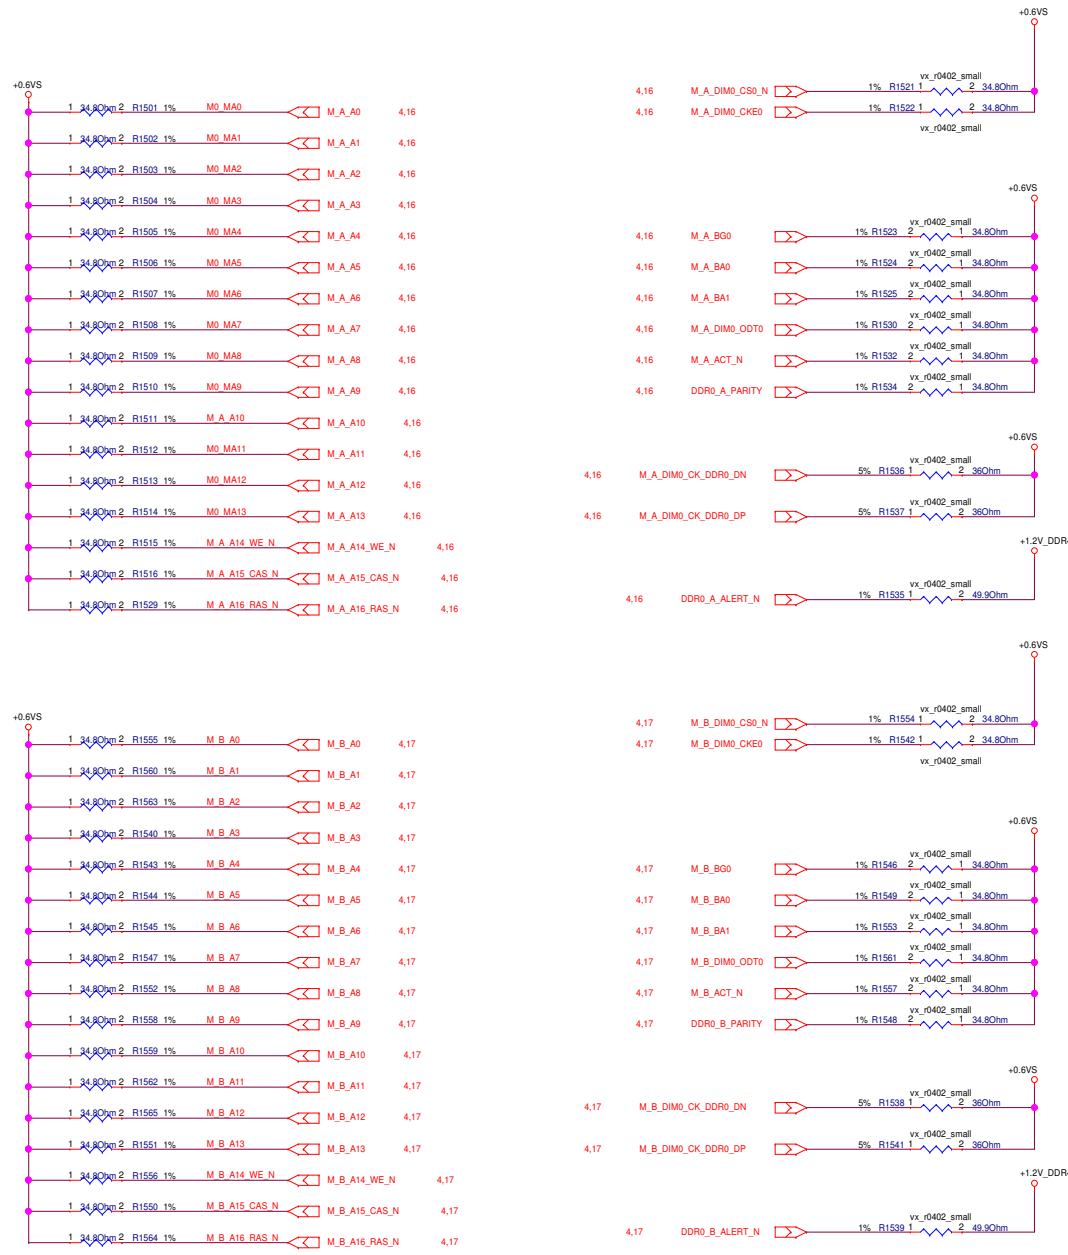 +0.6VS
vx_r0402_small
4,16 M_A_DIM0_CS0_N 1% R1521 1 2 34.8Ohm
4,16 M_A_DIM0_CKE0 1% R1522 1 2 34.8Ohm
vx_r0402_small
+0.6VS
1 34.8Ohm 2 R1501 1% M0_MA0 M_A_A0 4,16
1 34.8Ohm 2 R1502 1% M0_MA1 M_A_A1 4,16
1 34.8Ohm 2 R1503 1% M0_MA2 M_A_A2 4,16
1 34.8Ohm 2 R1504 1% M0_MA3 M_A_A3 4,16
1 34.8Ohm 2 R1505 1% M0_MA4 M_A_A4 4,16
1 34.8Ohm 2 R1506 1% M0_MA5 M_A_A5 4,16
1 34.8Ohm 2 R1507 1% M0_MA6 M_A_A6 4,16
1 34.8Ohm 2 R1508 1% M0_MA7 M_A_A7 4,16
1 34.8Ohm 2 R1509 1% M0_MA8 M_A_A8 4,16
1 34.8Ohm 2 R1510 1% M0_MA9 M_A_A9 4,16
1 34.8Ohm 2 R1511 1% M_A_A10 M_A_A10 4,16
1 34.8Ohm 2 R1512 1% M0_MA11 M_A_A11 4,16
1 34.8Ohm 2 R1513 1% M0_MA12 M_A_A12 4,16
1 34.8Ohm 2 R1514 1% M0_MA13 M_A_A13 4,16
1 34.8Ohm 2 R1515 1% M_A_A14_WE_N M_A_A14_WE_N 4,16
1 34.8Ohm 2 R1516 1% M_A_A15_CAS_N M_A_A15_CAS_N 4,16
1 34.8Ohm 2 R1529 1% M_A_A16_RAS_N M_A_A16_RAS_N 4,16
+0.6VS
vx_r0402_small
4,16 M_A_BG0 1% R1523 2 1 34.8Ohm
vx_r0402_small
4,16 M_A_BA0 1% R1524 2 1 34.8Ohm
vx_r0402_small
4,16 M_A_BA1 1% R1525 2 1 34.8Ohm
vx_r0402_small
4,16 M_A_DIM0_ODT0 1% R1530 2 1 34.8Ohm
vx_r0402_small
4,16 M_A_ACT_N 1% R1532 2 1 34.8Ohm
vx_r0402_small
4,16 DDR0_A_PARITY 1% R1534 2 1 34.8Ohm
+0.6VS
vx_r0402_small
4,16 M_A_DIM0_CK_DDR0_DN 5% R1536 1 2 36Ohm
vx_r0402_small
4,16 M_A_DIM0_CK_DDR0_DP 5% R1537 1 2 36Ohm
+1.2V_DDR
vx_r0402_small
4,16 DDR0_A_ALERT_N 1% R1535 1 2 49.9Ohm
+0.6VS
vx_r0402_small
4,17 M_B_DIM0_CS0_N 1% R1554 1 2 34.8Ohm
4,17 M_B_DIM0_CKE0 1% R1542 1 2 34.8Ohm
vx_r0402_small
+0.6VS
1 34.8Ohm 2 R1555 1% M_B_A0 M_B_A0 4,17
1 34.8Ohm 2 R1560 1% M_B_A1 M_B_A1 4,17
1 34.8Ohm 2 R1563 1% M_B_A2 M_B_A2 4,17
1 34.8Ohm 2 R1540 1% M_B_A3 M_B_A3 4,17
1 34.8Ohm 2 R1543 1% M_B_A4 M_B_A4 4,17
1 34.8Ohm 2 R1544 1% M_B_A5 M_B_A5 4,17
1 34.8Ohm 2 R1545 1% M_B_A6 M_B_A6 4,17
1 34.8Ohm 2 R1547 1% M_B_A7 M_B_A7 4,17
1 34.8Ohm 2 R1552 1% M_B_A8 M_B_A8 4,17
1 34.8Ohm 2 R1558 1% M_B_A9 M_B_A9 4,17
1 34.8Ohm 2 R1559 1% M_B_A10 M_B_A10 4,17
1 34.8Ohm 2 R1562 1% M_B_A11 M_B_A11 4,17
1 34.8Ohm 2 R1565 1% M_B_A12 M_B_A12 4,17
1 34.8Ohm 2 R1551 1% M_B_A13 M_B_A13 4,17
1 34.8Ohm 2 R1556 1% M_B_A14_WE_N M_B_A14_WE_N 4,17
1 34.8Ohm 2 R1550 1% M_B_A15_CAS_N M_B_A15_CAS_N 4,17
1 34.8Ohm 2 R1564 1% M_B_A16_RAS_N M_B_A16_RAS_N 4,17
+0.6VS
vx_r0402_small
4,17 M_B_BG0 1% R1546 2 1 34.8Ohm
vx_r0402_small
4,17 M_B_BA0 1% R1549 2 1 34.8Ohm
vx_r0402_small
4,17 M_B_BA1 1% R1553 2 1 34.8Ohm
vx_r0402_small
4,17 M_B_DIM0_ODT0 1% R1561 2 1 34.8Ohm
vx_r0402_small
4,17 M_B_ACT_N 1% R1557 2 1 34.8Ohm
vx_r0402_small
4,17 DDR0_B_PARITY 1% R1548 2 1 34.8Ohm
+0.6VS
vx_r0402_small
4,17 M_B_DIM0_CK_DDR0_DN 5% R1538 1 2 36Ohm
vx_r0402_small
4,17 M_B_DIM0_CK_DDR0_DP 5% R1541 1 2 36Ohm
+1.2V_DDR
vx_r0402_small
4,17 DDR0_B_ALERT_N 1% R1539 1 2 49.9Ohm